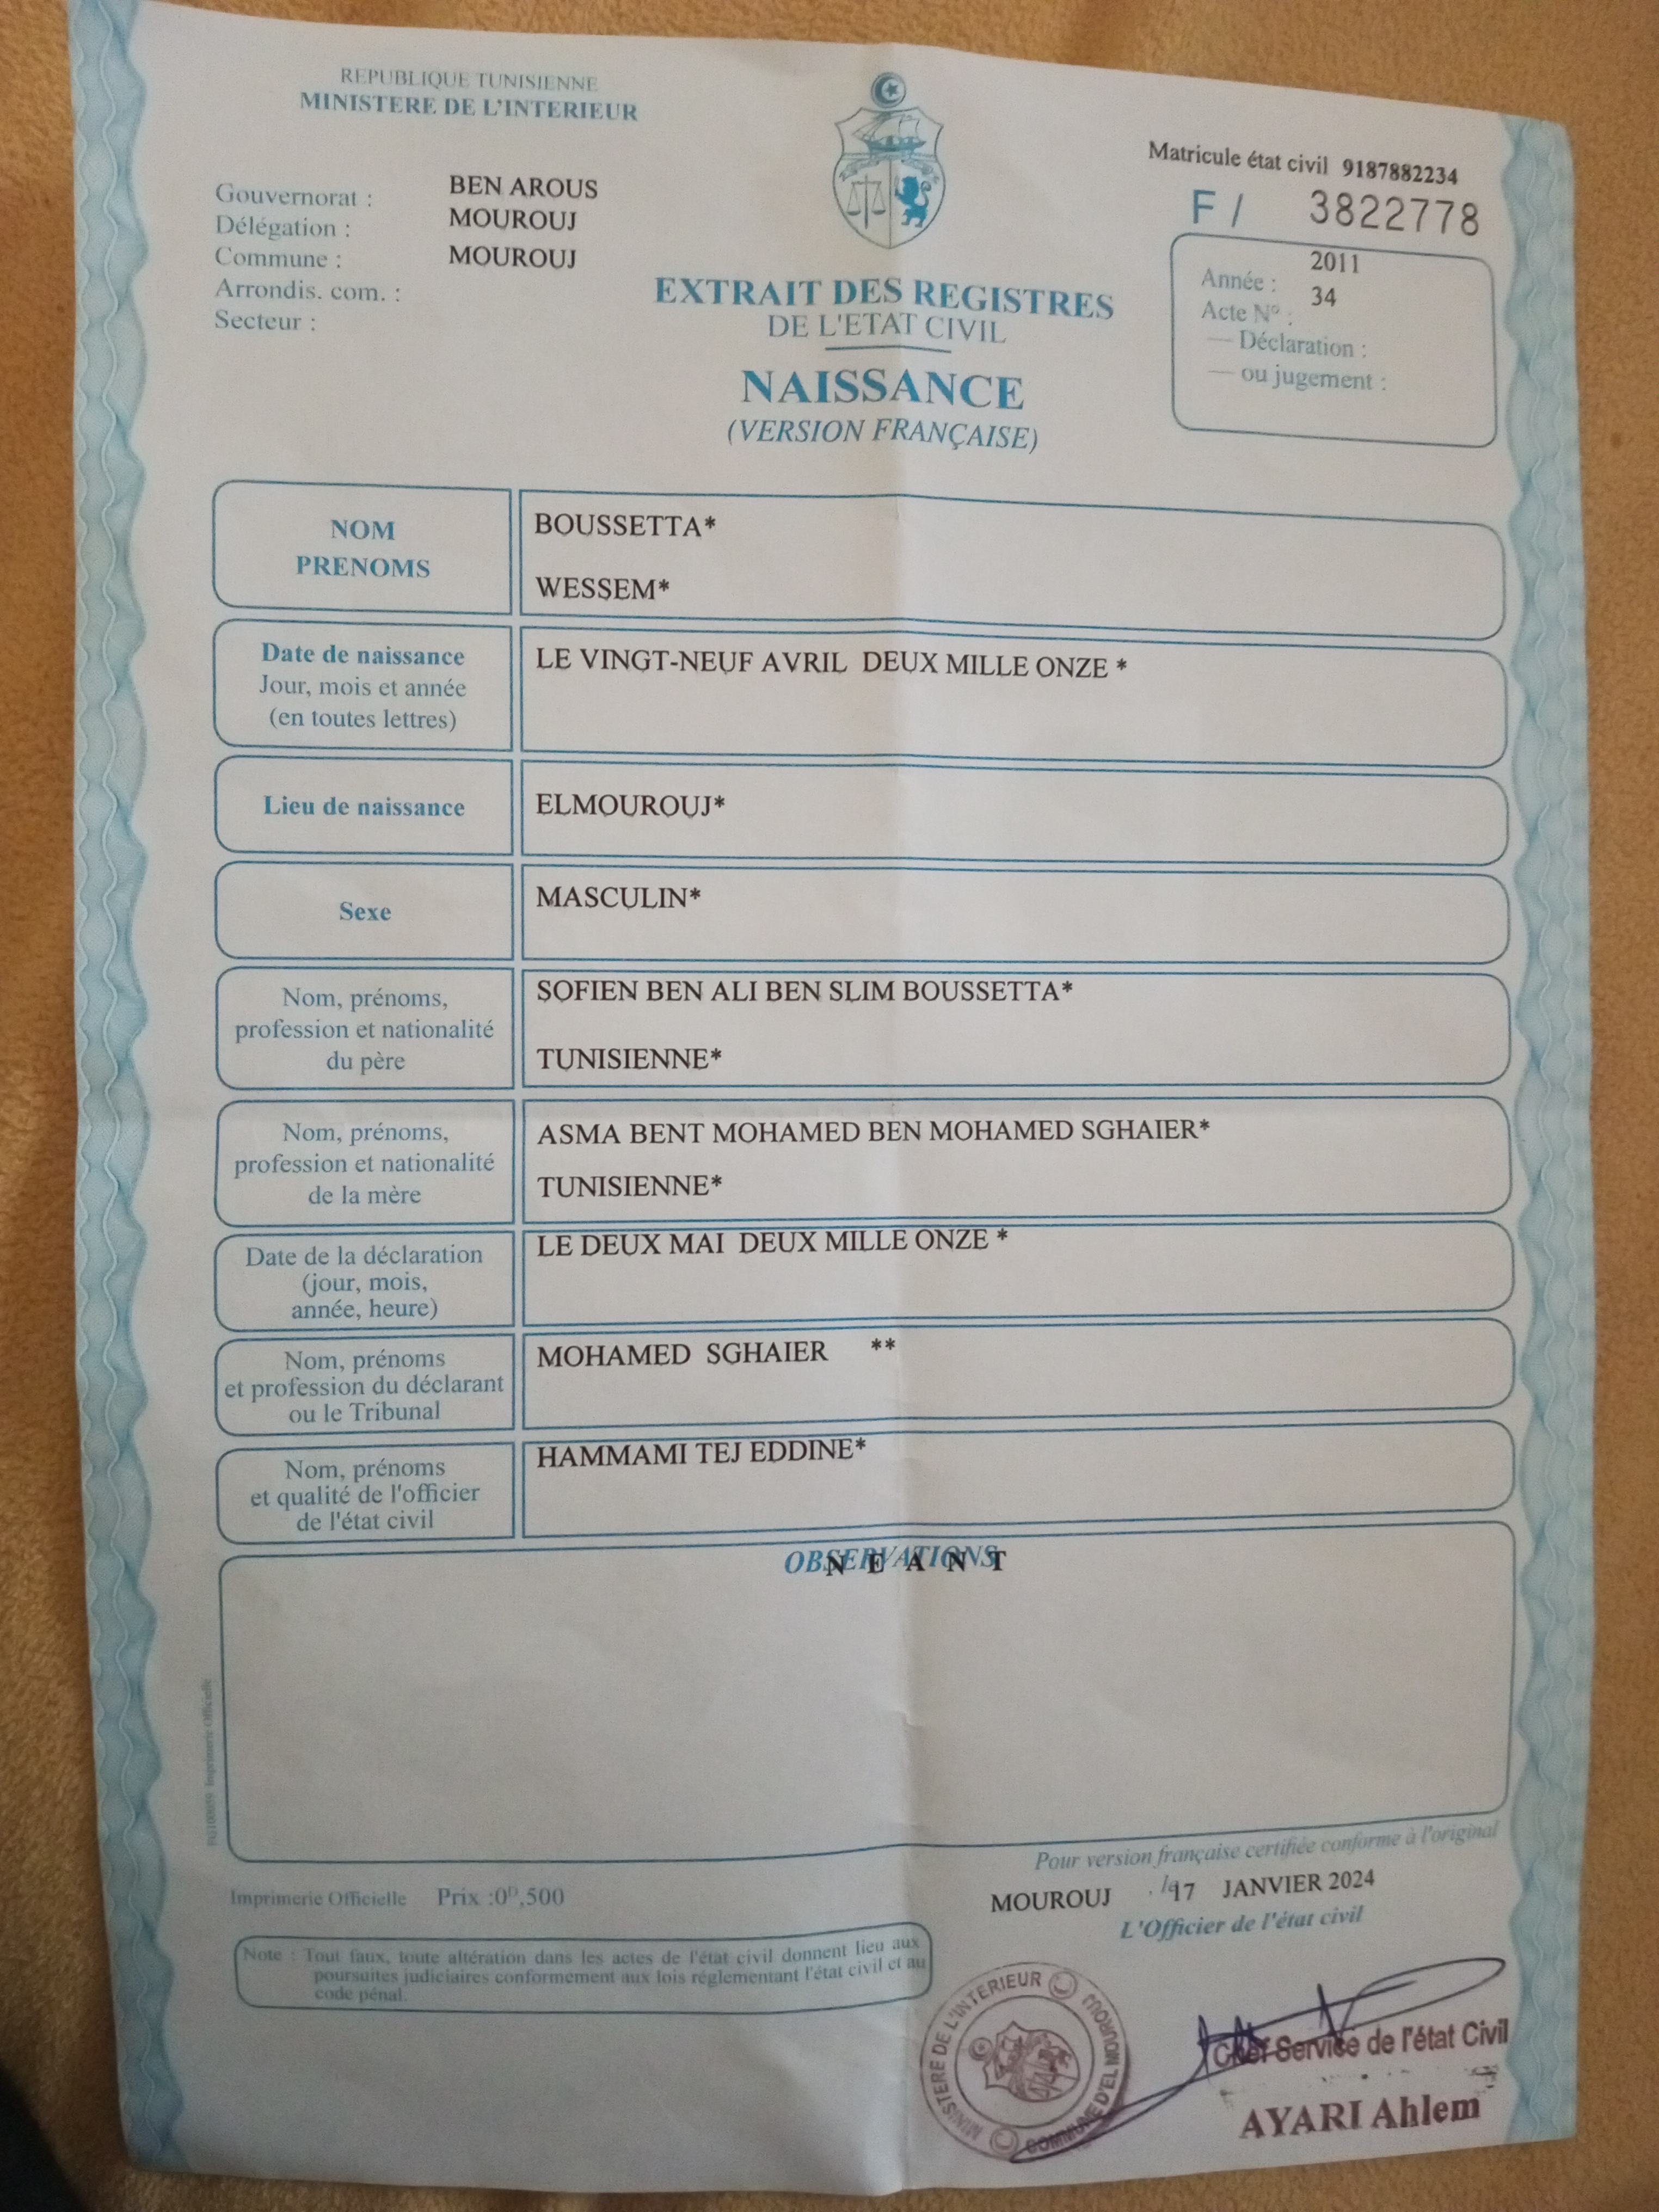 REPUBLIQUE TUNISIENNE
MINISTERE DE L'INTERIEUR
Gouvernorat : BEN AROUS
Délégation : MOUROUJ
Commune : MOUROUJ
Arrondis. com. :
Secteur :
Matricule état civil 9187882234
F / 3822778
Année : 2011
Acte N° : 34
— Déclaration :
— ou jugement :
EXTRAIT DES REGISTRES
DE L'ETAT CIVIL
NAISSANCE
(VERSION FRANÇAISE)
NOM
PRENOMS
BOUSSETTA*
WESSEM*
Date de naissance
Jour, mois et année
(en toutes lettres)
LE VINGT-NEUF AVRIL DEUX MILLE ONZE *
Lieu de naissance
ELMOUROUJ*
Sexe
MASCULIN*
Nom, prénoms,
profession et nationalité
du père
SOFIEN BEN ALI BEN SLIM BOUSSETTA*
TUNISIENNE*
Nom, prénoms,
profession et nationalité
de la mère
ASMA BENT MOHAMED BEN MOHAMED SGHAIER*
TUNISIENNE*
Date de la déclaration
(jour, mois,
année, heure)
LE DEUX MAI DEUX MILLE ONZE *
Nom, prénoms
et profession du déclarant
ou le Tribunal
MOHAMED SGHAIER **
Nom, prénoms
et qualité de l'officier
de l'état civil
HAMMAMI TEJ EDDINE*
OBSERVATIONS
N E A N T
Imprimerie Officielle
Pour version française certifiée conforme à l'original
MOUROUJ , le 17 JANVIER 2024
L'Officier de l'état civil
Imprimerie Officielle Prix :0D,500
Note : Tout faux, toute altération dans les actes de l'état civil donnent lieu aux
poursuites judiciaires conformement aux lois réglementant l'état civil et au
code pénal.
MINISTERE DE L'INTERIEUR
COMMUNE D'EL MOUROUJ
Chef Service de l'état Civil
AYARI Ahlem